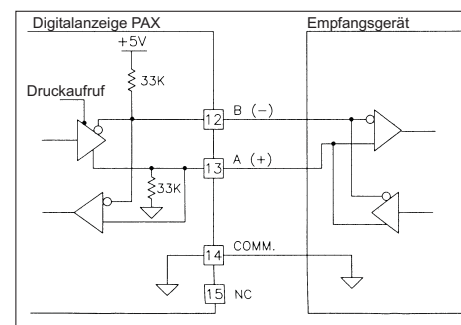 Digitalanzeige PAX
Empfangsgerät
+5V
33K
Druckaufruf
12 B (-)
13 A (+)
33K
14 COMM.
15 NC